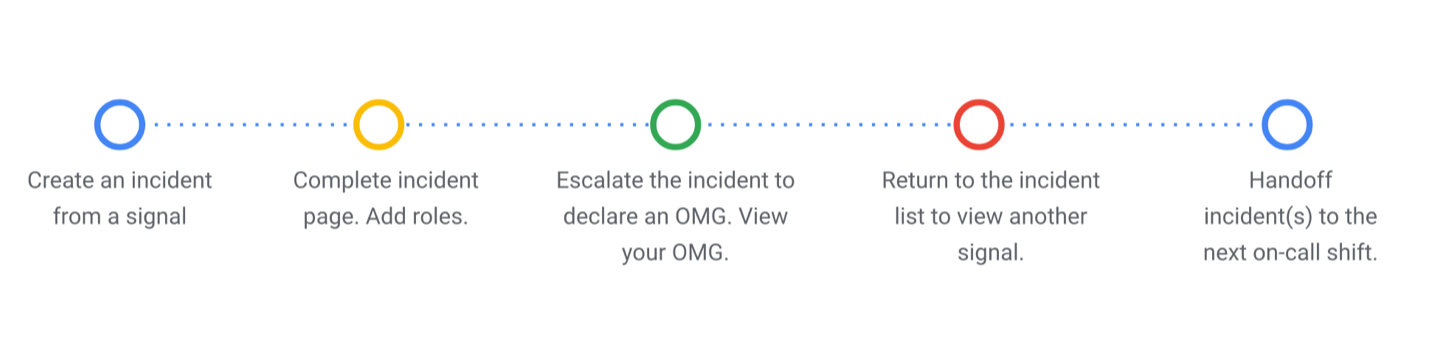 Create an incident
from a signal
Complete incident
page. Add roles.
Escalate the incident to
declare an OMG. View
your OMG.
Return to the incident
list to view another
signal.
Handoff
incident(s) to the
next on-call shift.